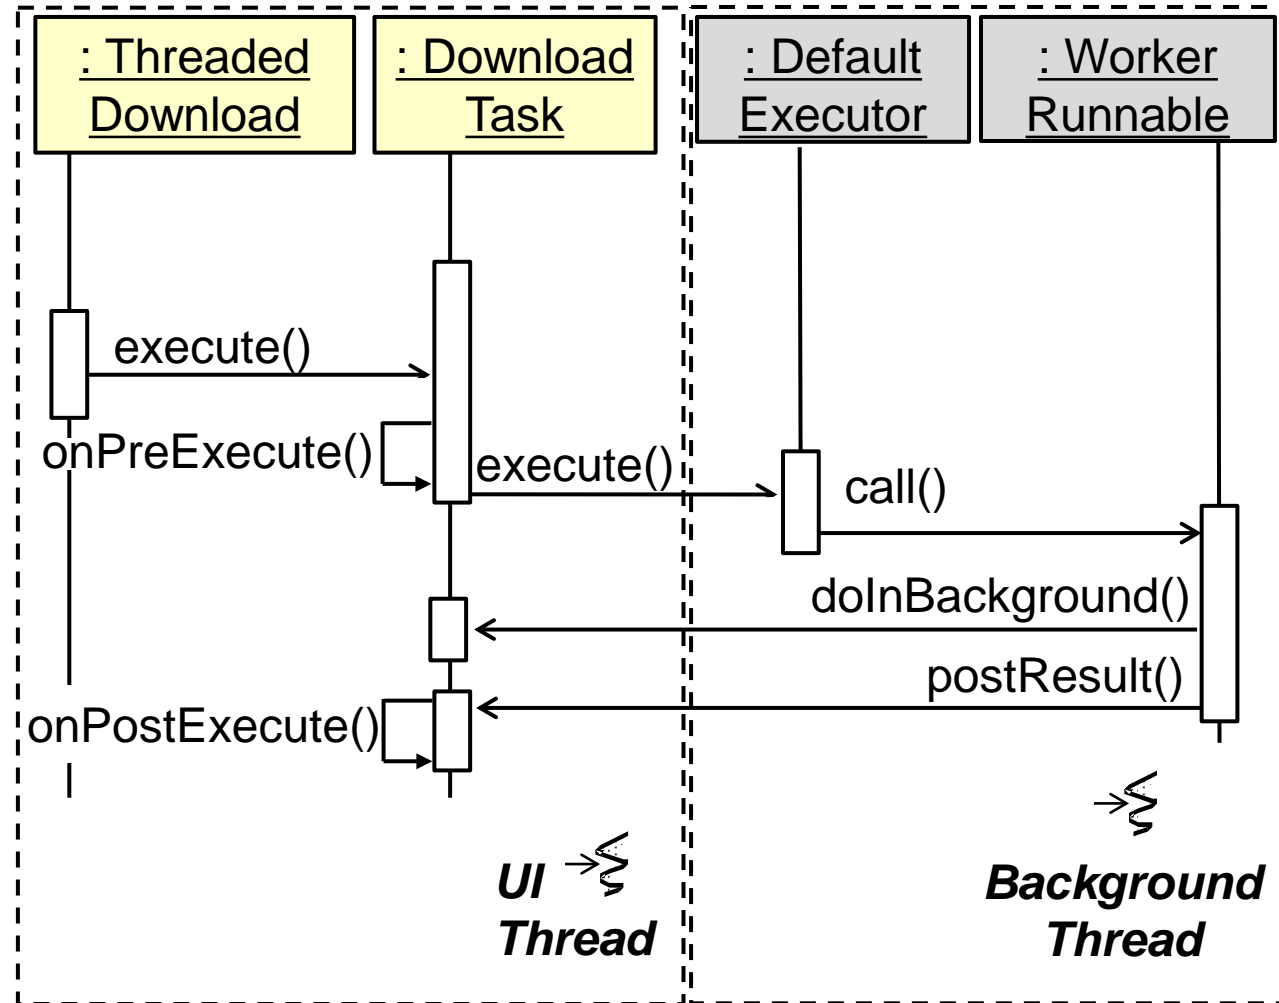 : Threaded
Download
: Download
Task
: Default
Executor
: Worker
Runnable
execute()
onPreExecute()
execute()
call()
doInBackground()
postResult()
onPostExecute()
UI
Thread
Background
Thread